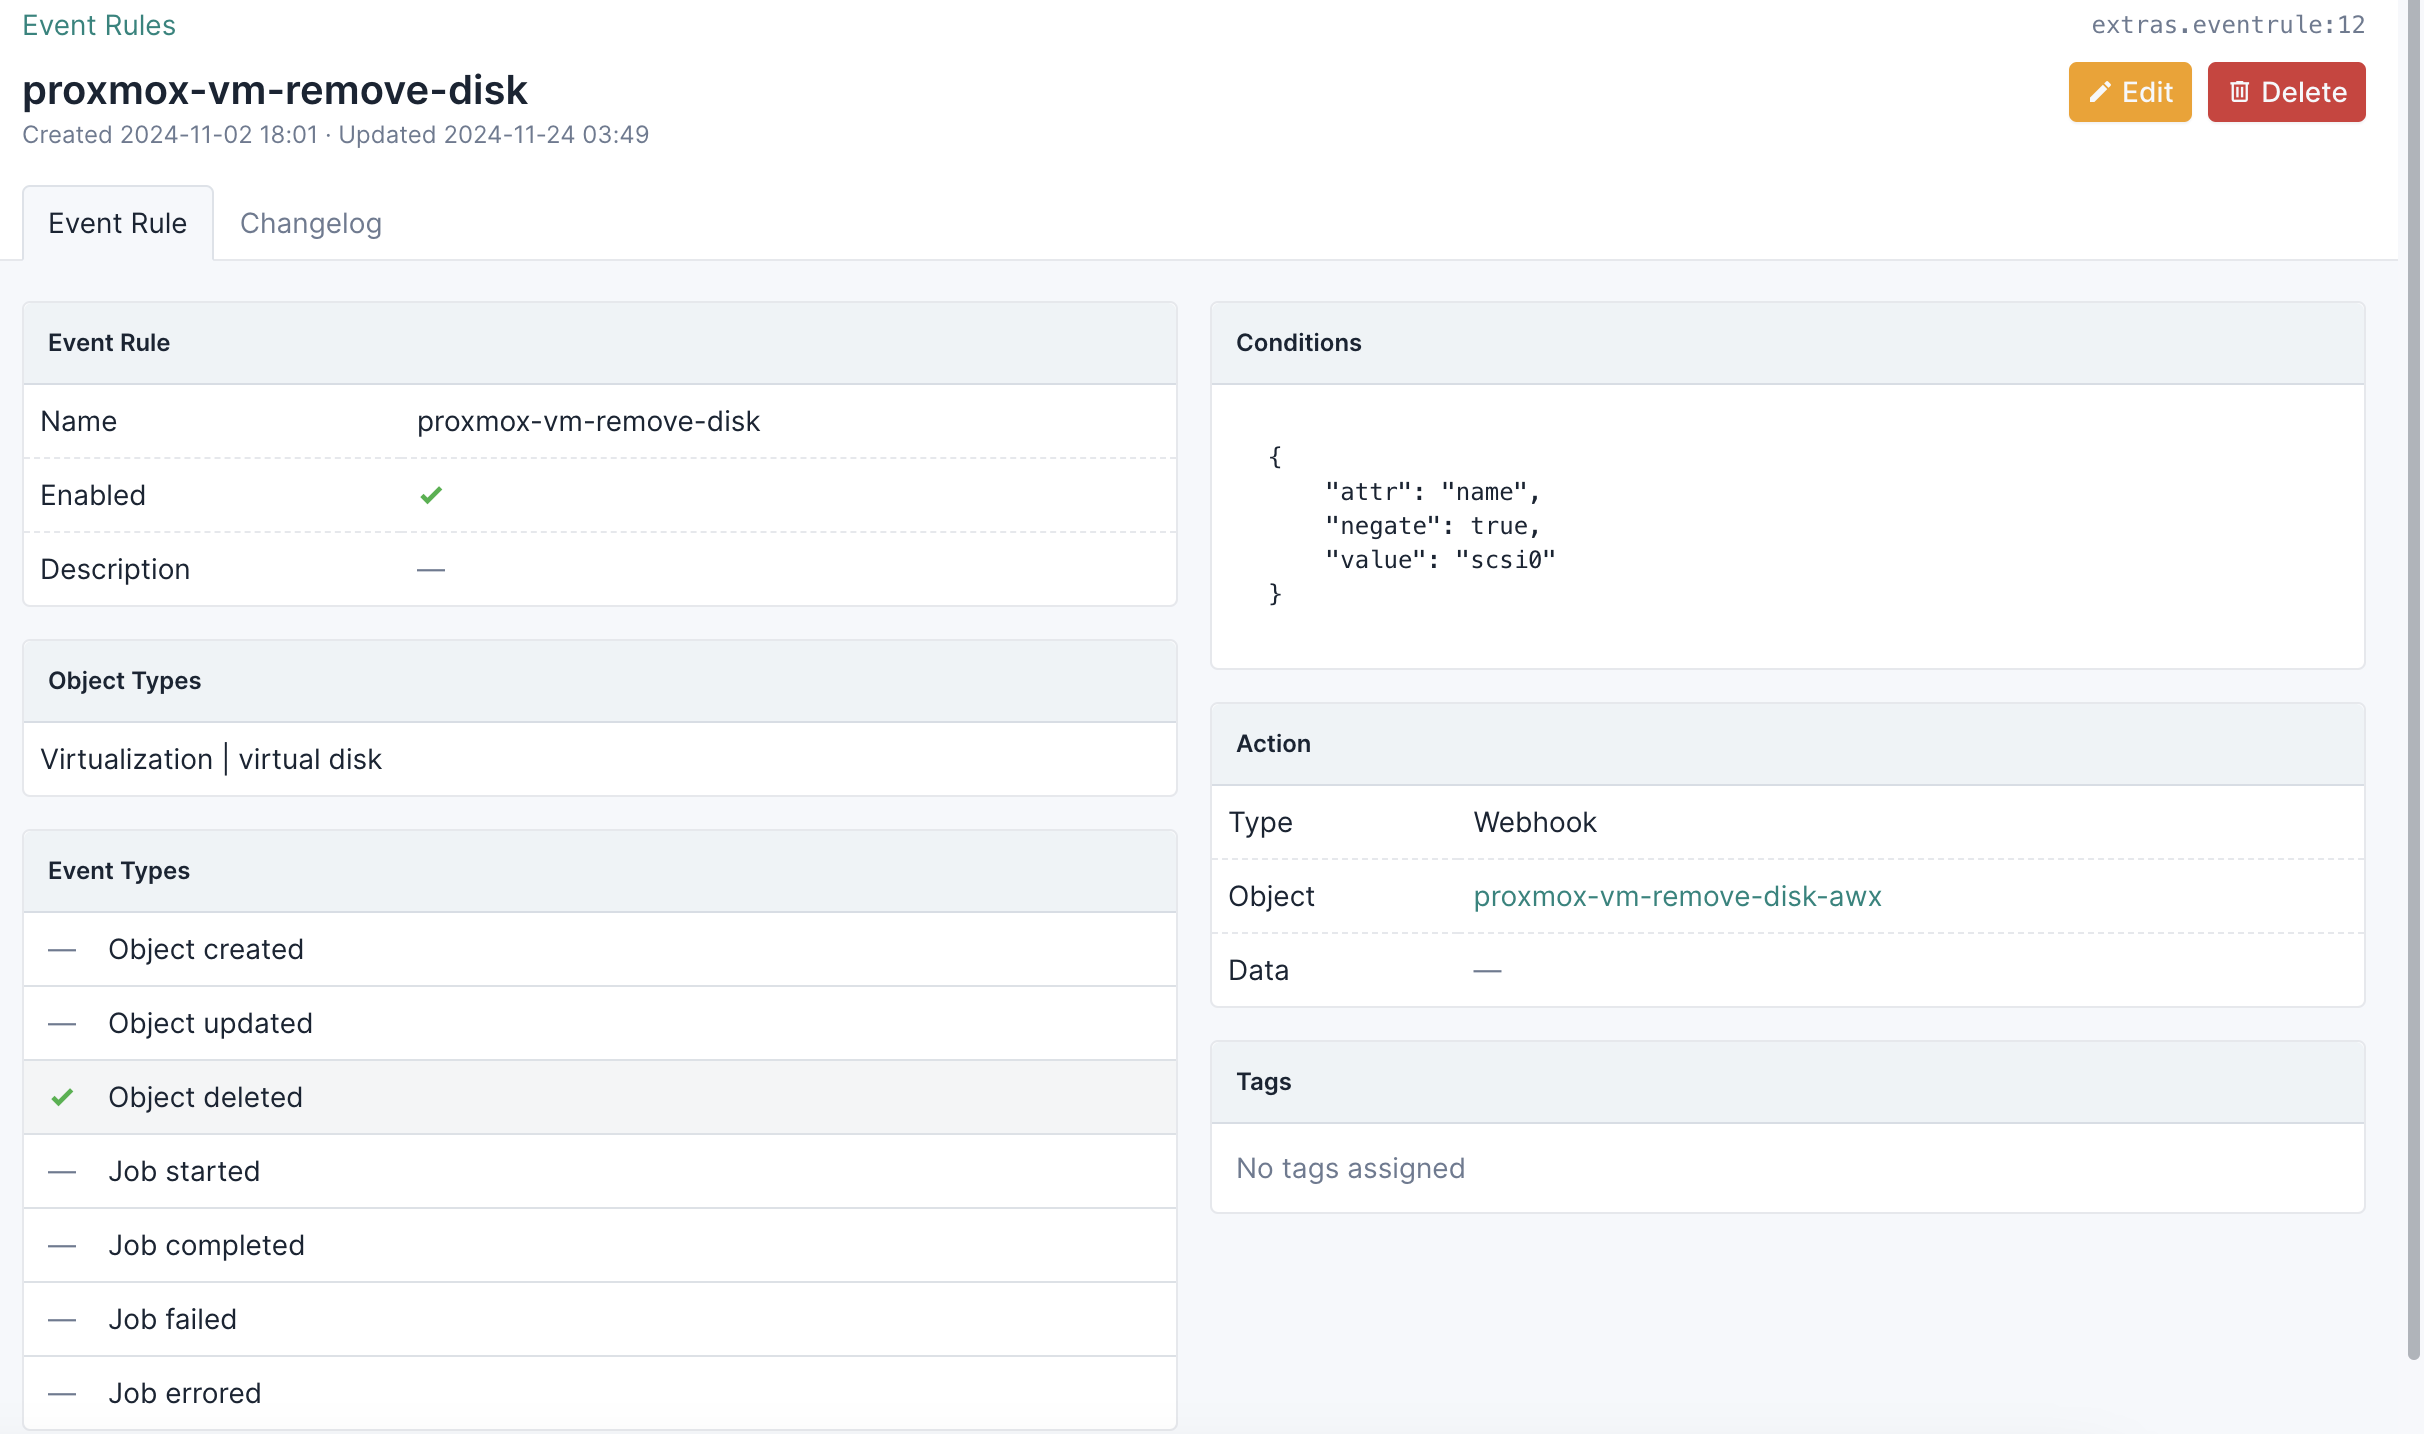 Event Rules
extras.eventrule:12
proxmox-vm-remove-disk
Edit
Delete
Created 2024-11-02 18:01 · Updated 2024-11-24 03:49
Event Rule
Changelog
Event Rule
Name proxmox-vm-remove-disk
Enabled
Description —
Object Types
Virtualization | virtual disk
Event Types
— Object created
— Object updated
Object deleted
— Job started
— Job completed
— Job failed
— Job errored
Conditions
{
"attr": "name",
"negate": true,
"value": "scsi0"
}
Action
Type Webhook
Object proxmox-vm-remove-disk-awx
Data —
Tags
No tags assigned